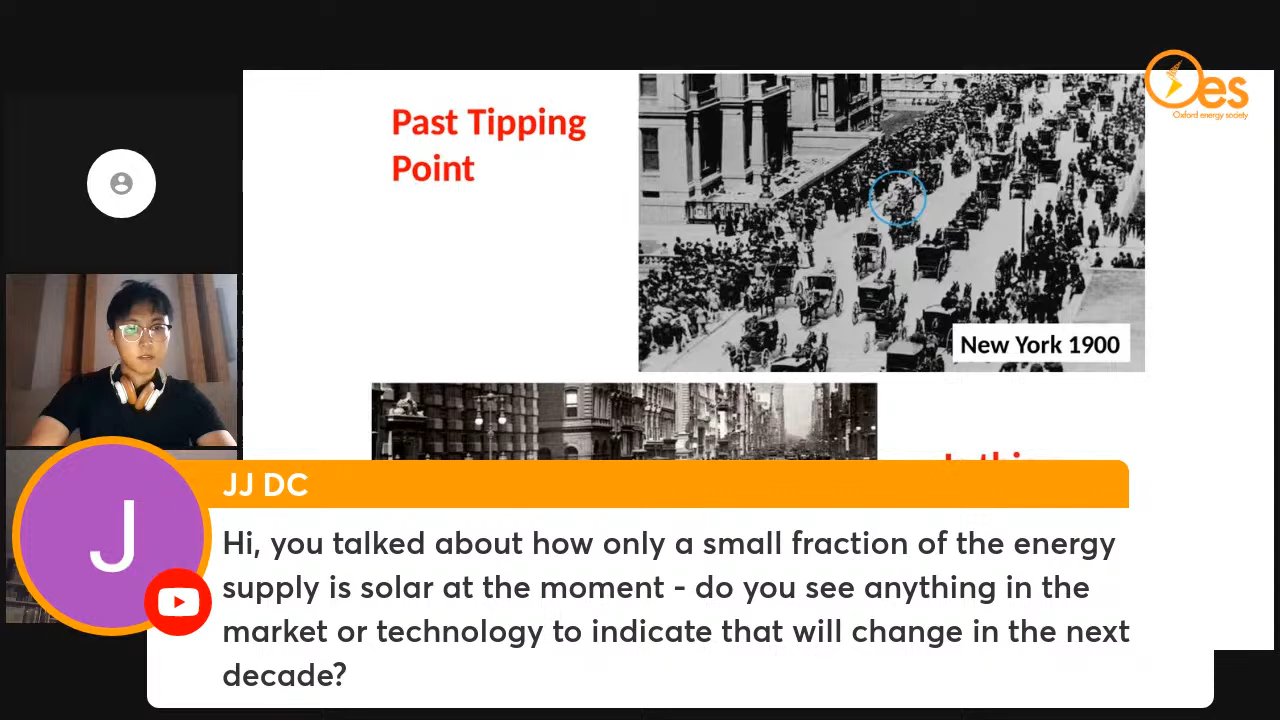 Oes
Oxford energy society
Past Tipping
Point
New York 1900
JJ DC
J
Hi, you talked about how only a small fraction of the energy
supply is solar at the moment - do you see anything in the
market or technology to indicate that will change in the next
decade?